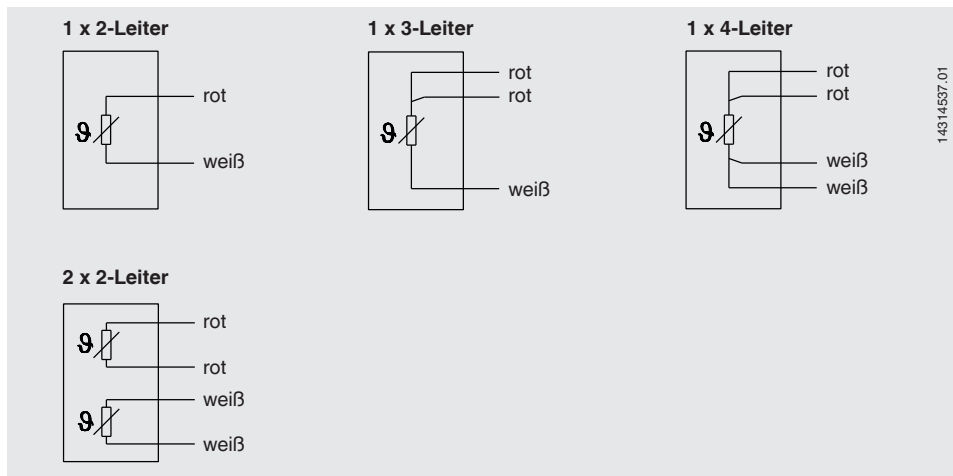 1 x 2-Leiter
rot
ϑ
weiß
1 x 3-Leiter
rot
rot
ϑ
weiß
1 x 4-Leiter
rot
rot
ϑ
weiß
weiß
14314537.01
2 x 2-Leiter
rot
ϑ
rot
weiß
ϑ
weiß